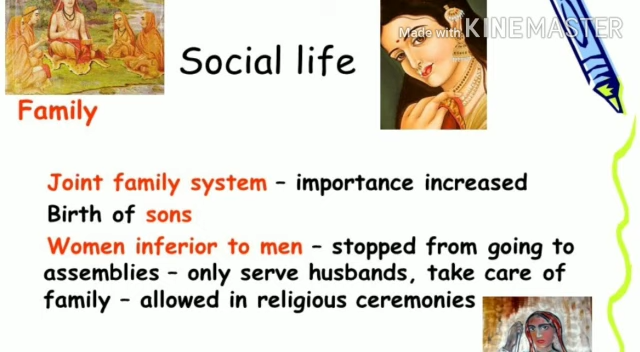 Made with KINEMASTER
Social life
Family
Joint family system – importance increased
Birth of sons
Women inferior to men – stopped from going to
assemblies – only serve husbands, take care of
family – allowed in religious ceremonies